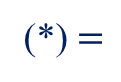 (*) =